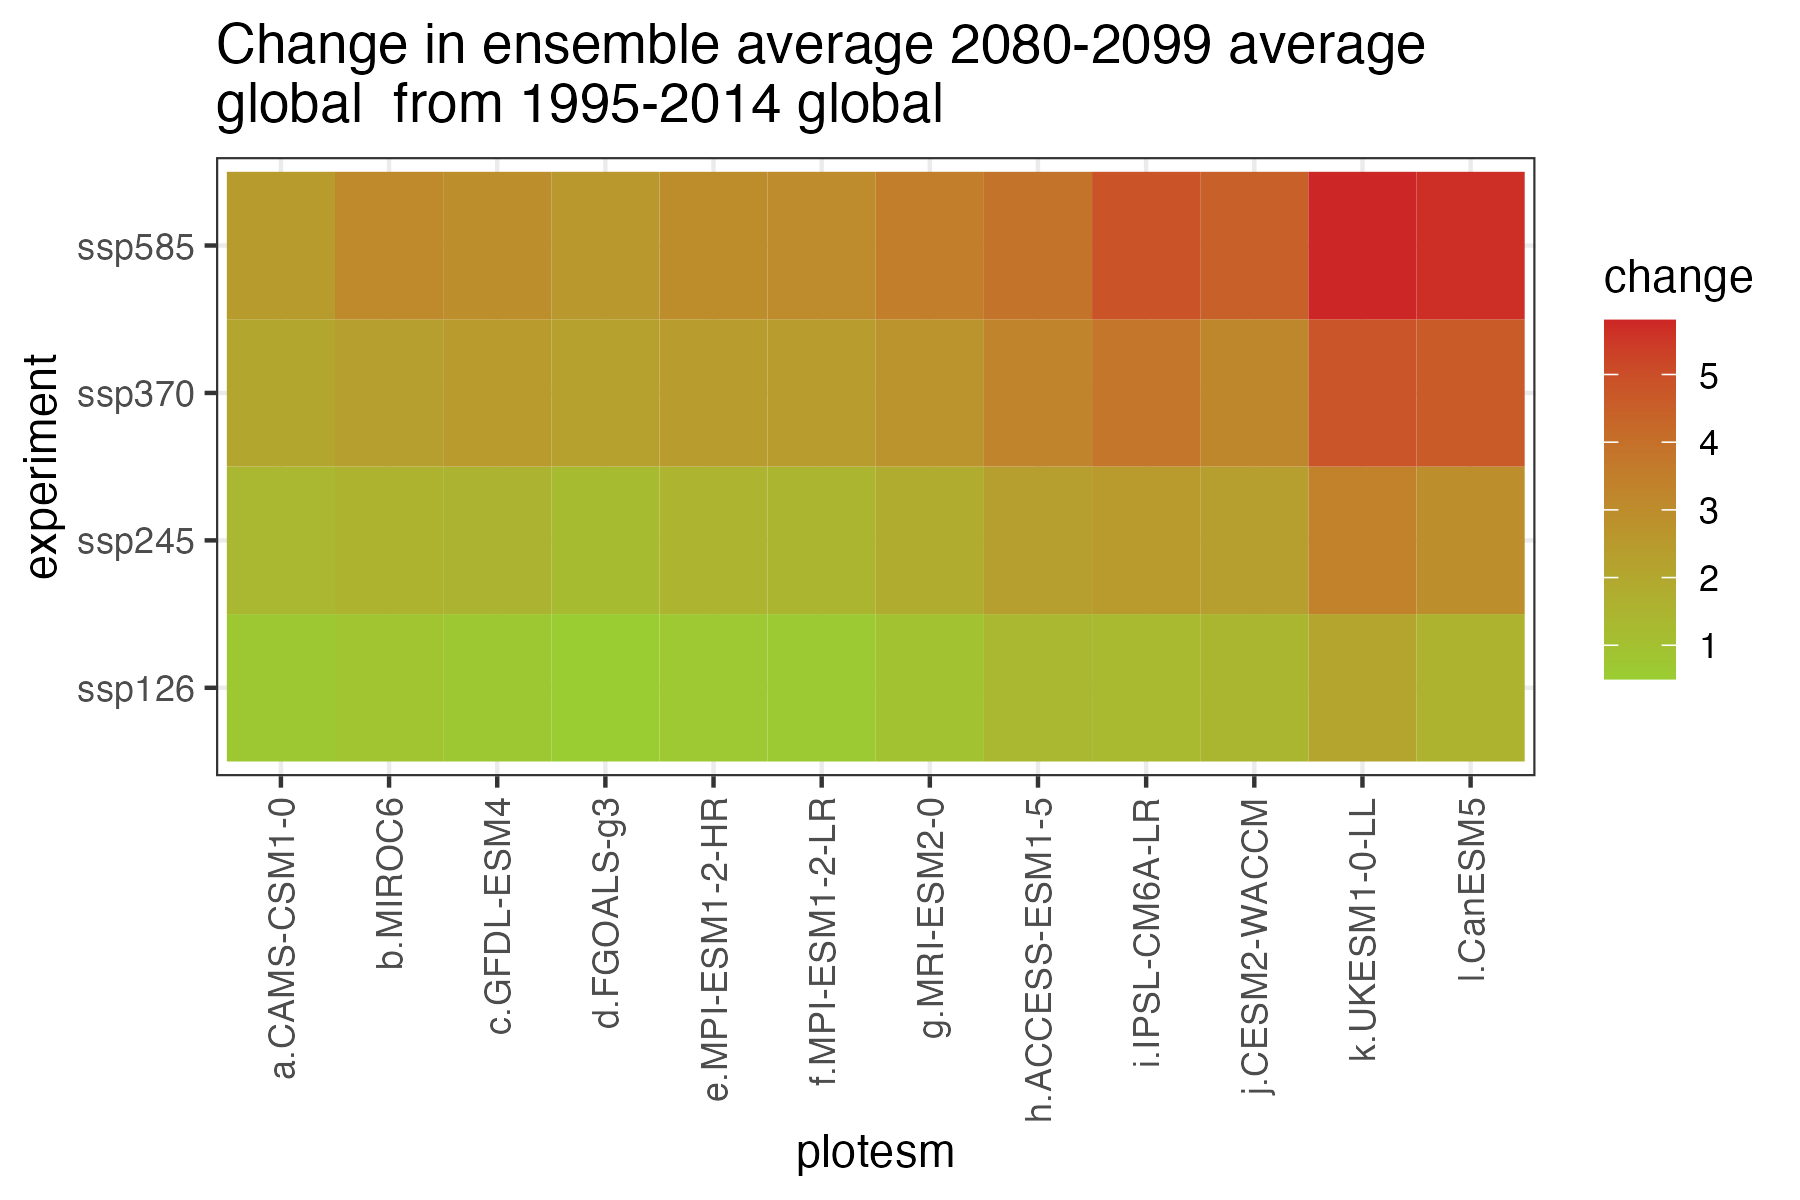 Change in ensemble average 2080-2099 average
global  from 1995-2014 global
experiment
ssp585
ssp370
ssp245
ssp126
a.CAMS-CSM1-0
b.MIROC6
c.GFDL-ESM4
d.FGOALS-g3
e.MPI-ESM1-2-HR
f.MPI-ESM1-2-LR
g.MRI-ESM2-0
h.ACCESS-ESM1-5
i.IPSL-CM6A-LR
j.CESM2-WACCM
k.UKESM1-0-LL
l.CanESM5
plotesm
change
5
4
3
2
1